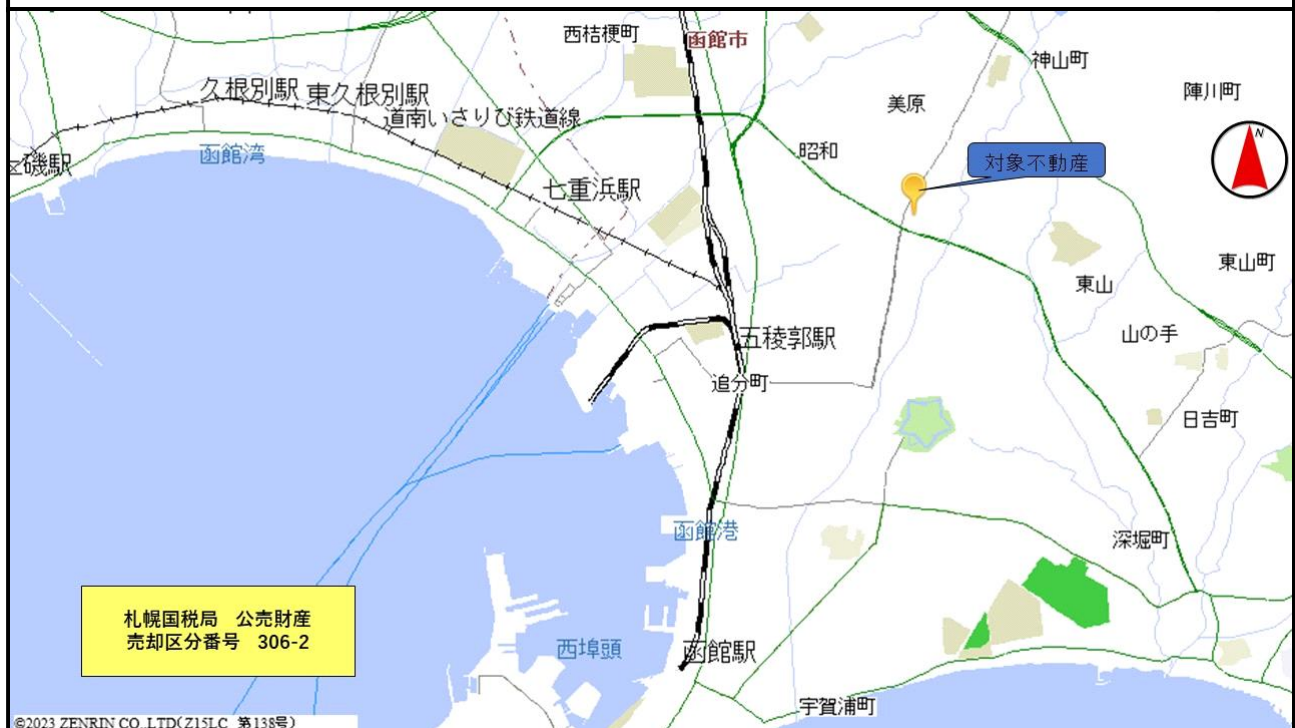 西桔梗町
函館市
神山町
久根別駅
東久根別駅
美原
陣川町
道南いさりび鉄道線
N
函館湾
昭和
対象不動産
磯駅
七重浜駅
東山町
東山
五稜郭駅
山の手
追分町
日吉町
函館港
深堀町
札幌国税局 公売財産
売却区分番号 306-2
西埠頭
函館駅
宇賀浦町
©2023 ZENRIN CO.,LTD(Z15LC 第138号)